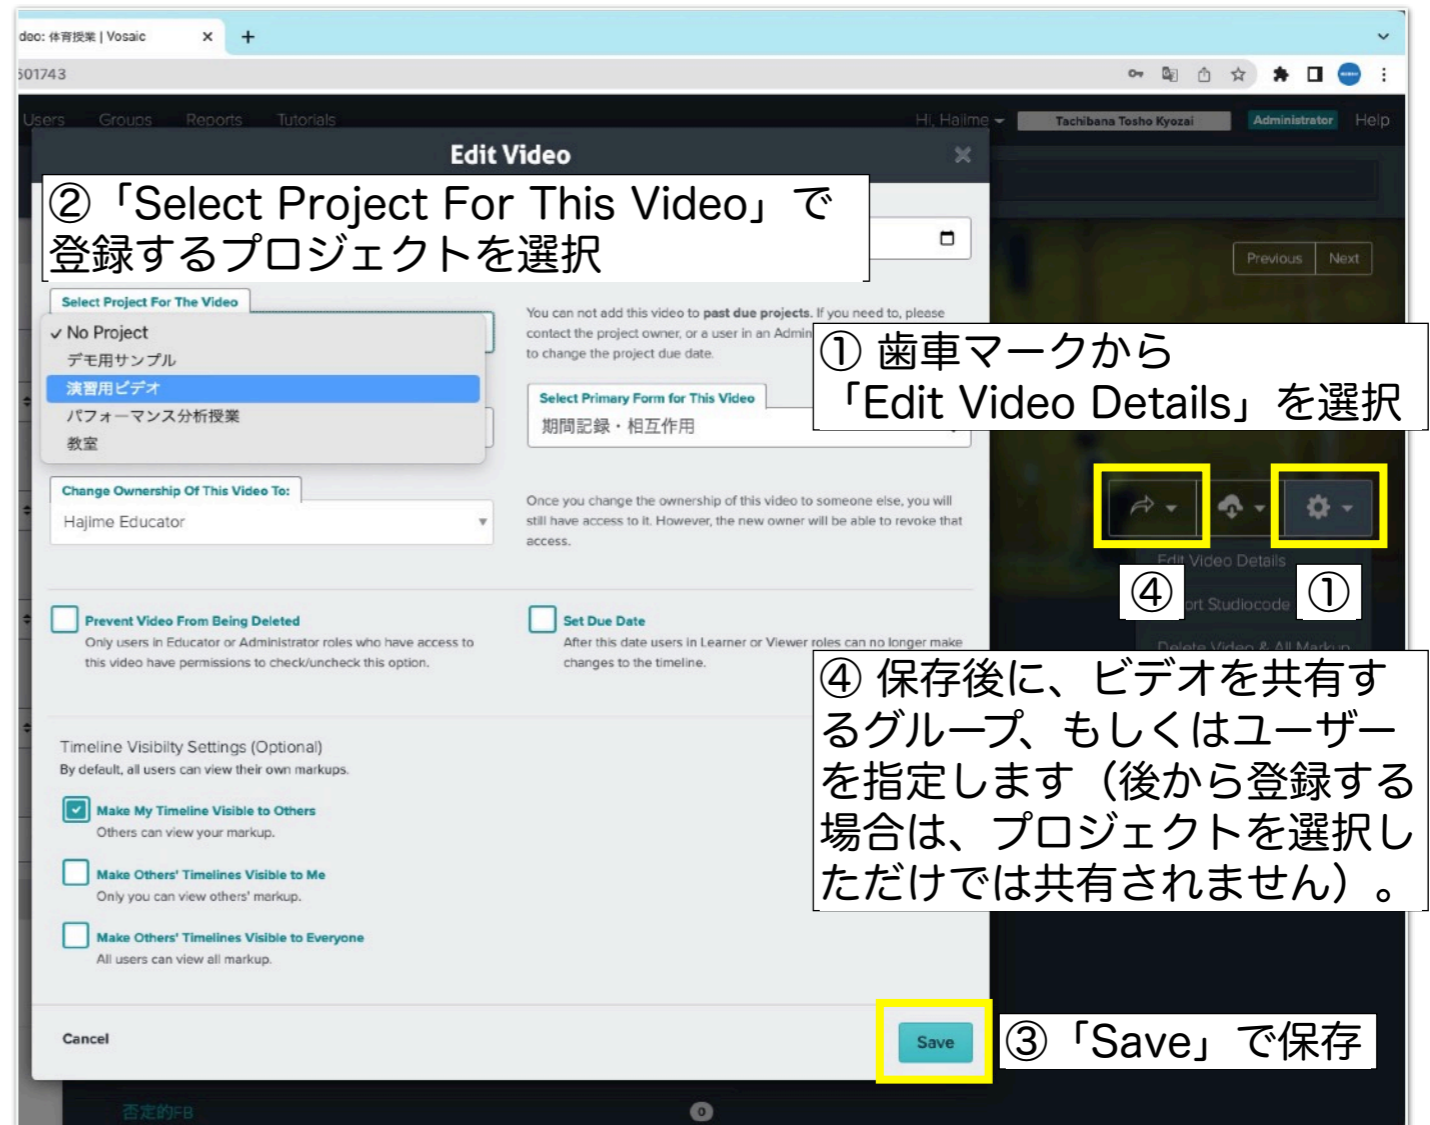 deo: 体育授業 | Vosaic
501743
Users Groups Reports Tutorials Hi, Hajime Tachibana Tosho Kyozai Administrator Help
Edit Video
②「Select Project For This Video」で
登録するプロジェクトを選択
Previous Next
Select Project For The Video
No Project
デモ用サンプル
演習用ビデオ
パフォーマンス分析授業
教室
You can not add this video to past due projects. If you need to, please
contact the project owner, or a user in an Admin
to change the project due date.
① 歯車マークから
「Edit Video Details」を選択
Select Primary Form for This Video
期間記録・相互作用
Change Ownership Of This Video To:
Hajime Educator
Once you change the ownership of this video to someone else, you will
still have access to it. However, the new owner will be able to revoke that
access.
Edit Video Details
④ ①
ort Studiocode
Delete Video & All Markup
Prevent Video From Being Deleted
Only users in Educator or Administrator roles who have access to
this video have permissions to check/uncheck this option.
Set Due Date
After this date users in Learner or Viewer roles can no longer make
changes to the timeline.
④ 保存後に、ビデオを共有す
るグループ、もしくはユーザー
を指定します（後から登録する
場合は、プロジェクトを選択し
ただけでは共有されません）。
Timeline Visibilty Settings (Optional)
By default, all users can view their own markups.
Make My Timeline Visible to Others
Others can view your markup.
Make Others' Timelines Visible to Me
Only you can view others' markup.
Make Others' Timelines Visible to Everyone
All users can view all markup.
Cancel
Save
③「Save」で保存
否定的FB 0